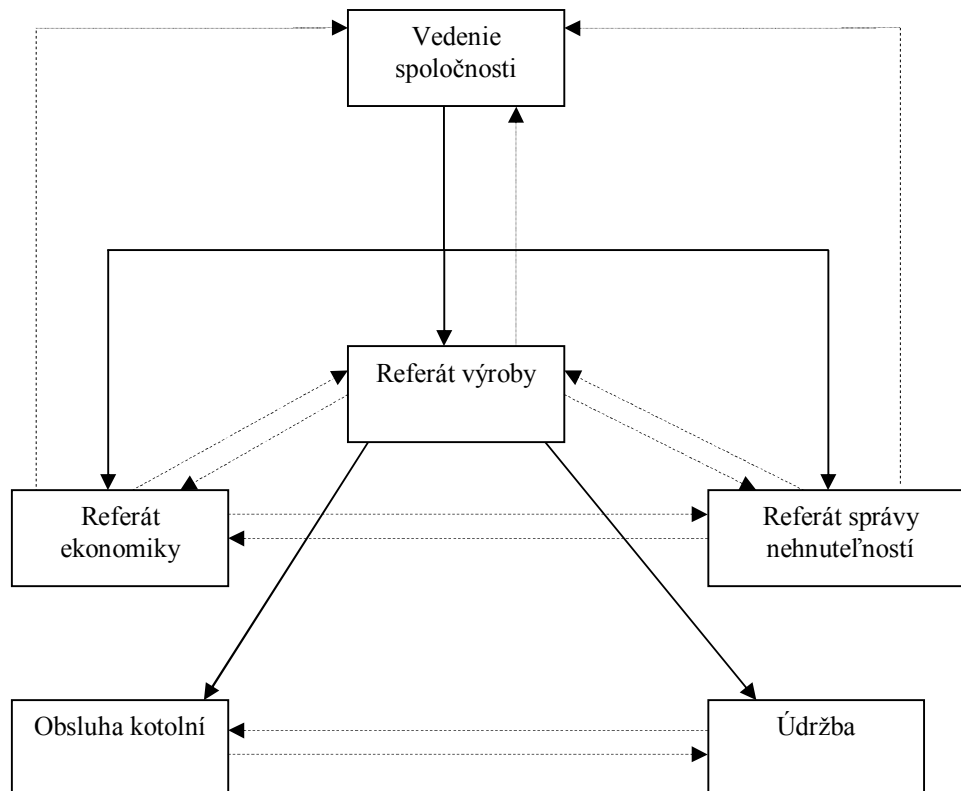 Vedenie
spoločnosti
Referát výroby
Referát
ekonomiky
Referát správy
nehnuteľností
Obsluha kotolní
Údržba